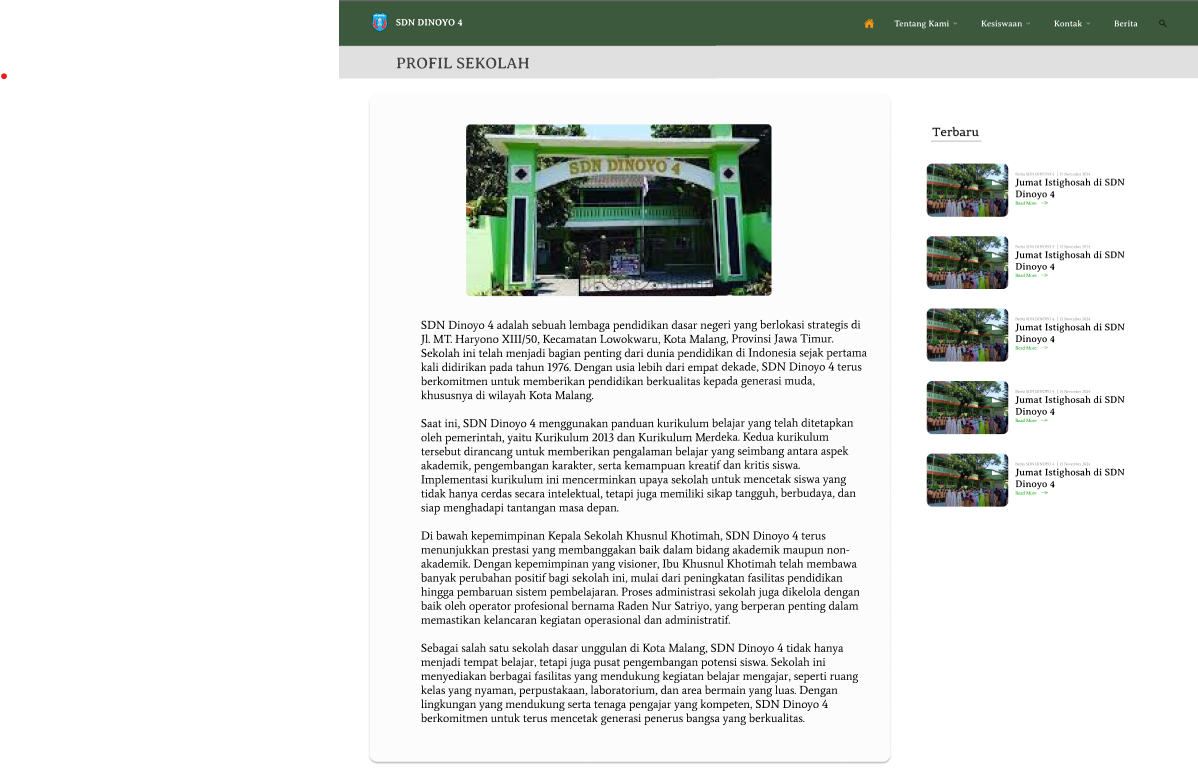 SDN DINOYO 4
Tentang Kami
Kesiswaan
Kontak
Berita
PROFIL SEKOLAH
SDN DINOYO 4
SDN Dinoyo 4 adalah sebuah lembaga pendidikan dasar negeri yang berlokasi strategis di
Jl. MT. Haryono XIII/50, Kecamatan Lowokwaru, Kota Malang, Provinsi Jawa Timur.
Sekolah ini telah menjadi bagian penting dari dunia pendidikan di Indonesia sejak pertama
kali didirikan pada tahun 1976. Dengan usia lebih dari empat dekade, SDN Dinoyo 4 terus
berkomitmen untuk memberikan pendidikan berkualitas kepada generasi muda,
khususnya di wilayah Kota Malang.
Saat ini, SDN Dinoyo 4 menggunakan panduan kurikulum belajar yang telah ditetapkan
oleh pemerintah, yaitu Kurikulum 2013 dan Kurikulum Merdeka. Kedua kurikulum
tersebut dirancang untuk memberikan pengalaman belajar yang seimbang antara aspek
akademik, pengembangan karakter, serta kemampuan kreatif dan kritis siswa.
Implementasi kurikulum ini mencerminkan upaya sekolah untuk mencetak siswa yang
tidak hanya cerdas secara intelektual, tetapi juga memiliki sikap tangguh, berbudaya, dan
siap menghadapi tantangan masa depan.
Di bawah kepemimpinan Kepala Sekolah Khusnul Khotimah, SDN Dinoyo 4 terus
menunjukkan prestasi yang membanggakan baik dalam bidang akademik maupun non-
akademik. Dengan kepemimpinan yang visioner, Ibu Khusnul Khotimah telah membawa
banyak perubahan positif bagi sekolah ini, mulai dari peningkatan fasilitas pendidikan
hingga pembaruan sistem pembelajaran. Proses administrasi sekolah juga dikelola dengan
baik oleh operator profesional bernama Raden Nur Satriyo, yang berperan penting dalam
memastikan kelancaran kegiatan operasional dan administratif.
Sebagai salah satu sekolah dasar unggulan di Kota Malang, SDN Dinoyo 4 tidak hanya
menjadi tempat belajar, tetapi juga pusat pengembangan potensi siswa. Sekolah ini
menyediakan berbagai fasilitas yang mendukung kegiatan belajar mengajar, seperti ruang
kelas yang nyaman, perpustakaan, laboratorium, dan area bermain yang luas. Dengan
lingkungan yang mendukung serta tenaga pengajar yang kompeten, SDN Dinoyo 4
berkomitmen untuk terus mencetak generasi penerus bangsa yang berkualitas.
Terbaru
Berita SDN DINOYO 4 | 15 November 2024
Jumat Istighosah di SDN
Dinoyo 4
Read More
Berita SDN DINOYO 4 | 15 November 2024
Jumat Istighosah di SDN
Dinoyo 4
Read More
Berita SDN DINOYO 4 | 15 November 2024
Jumat Istighosah di SDN
Dinoyo 4
Read More
Berita SDN DINOYO 4 | 15 November 2024
Jumat Istighosah di SDN
Dinoyo 4
Read More
Berita SDN DINOYO 4 | 15 November 2024
Jumat Istighosah di SDN
Dinoyo 4
Read More